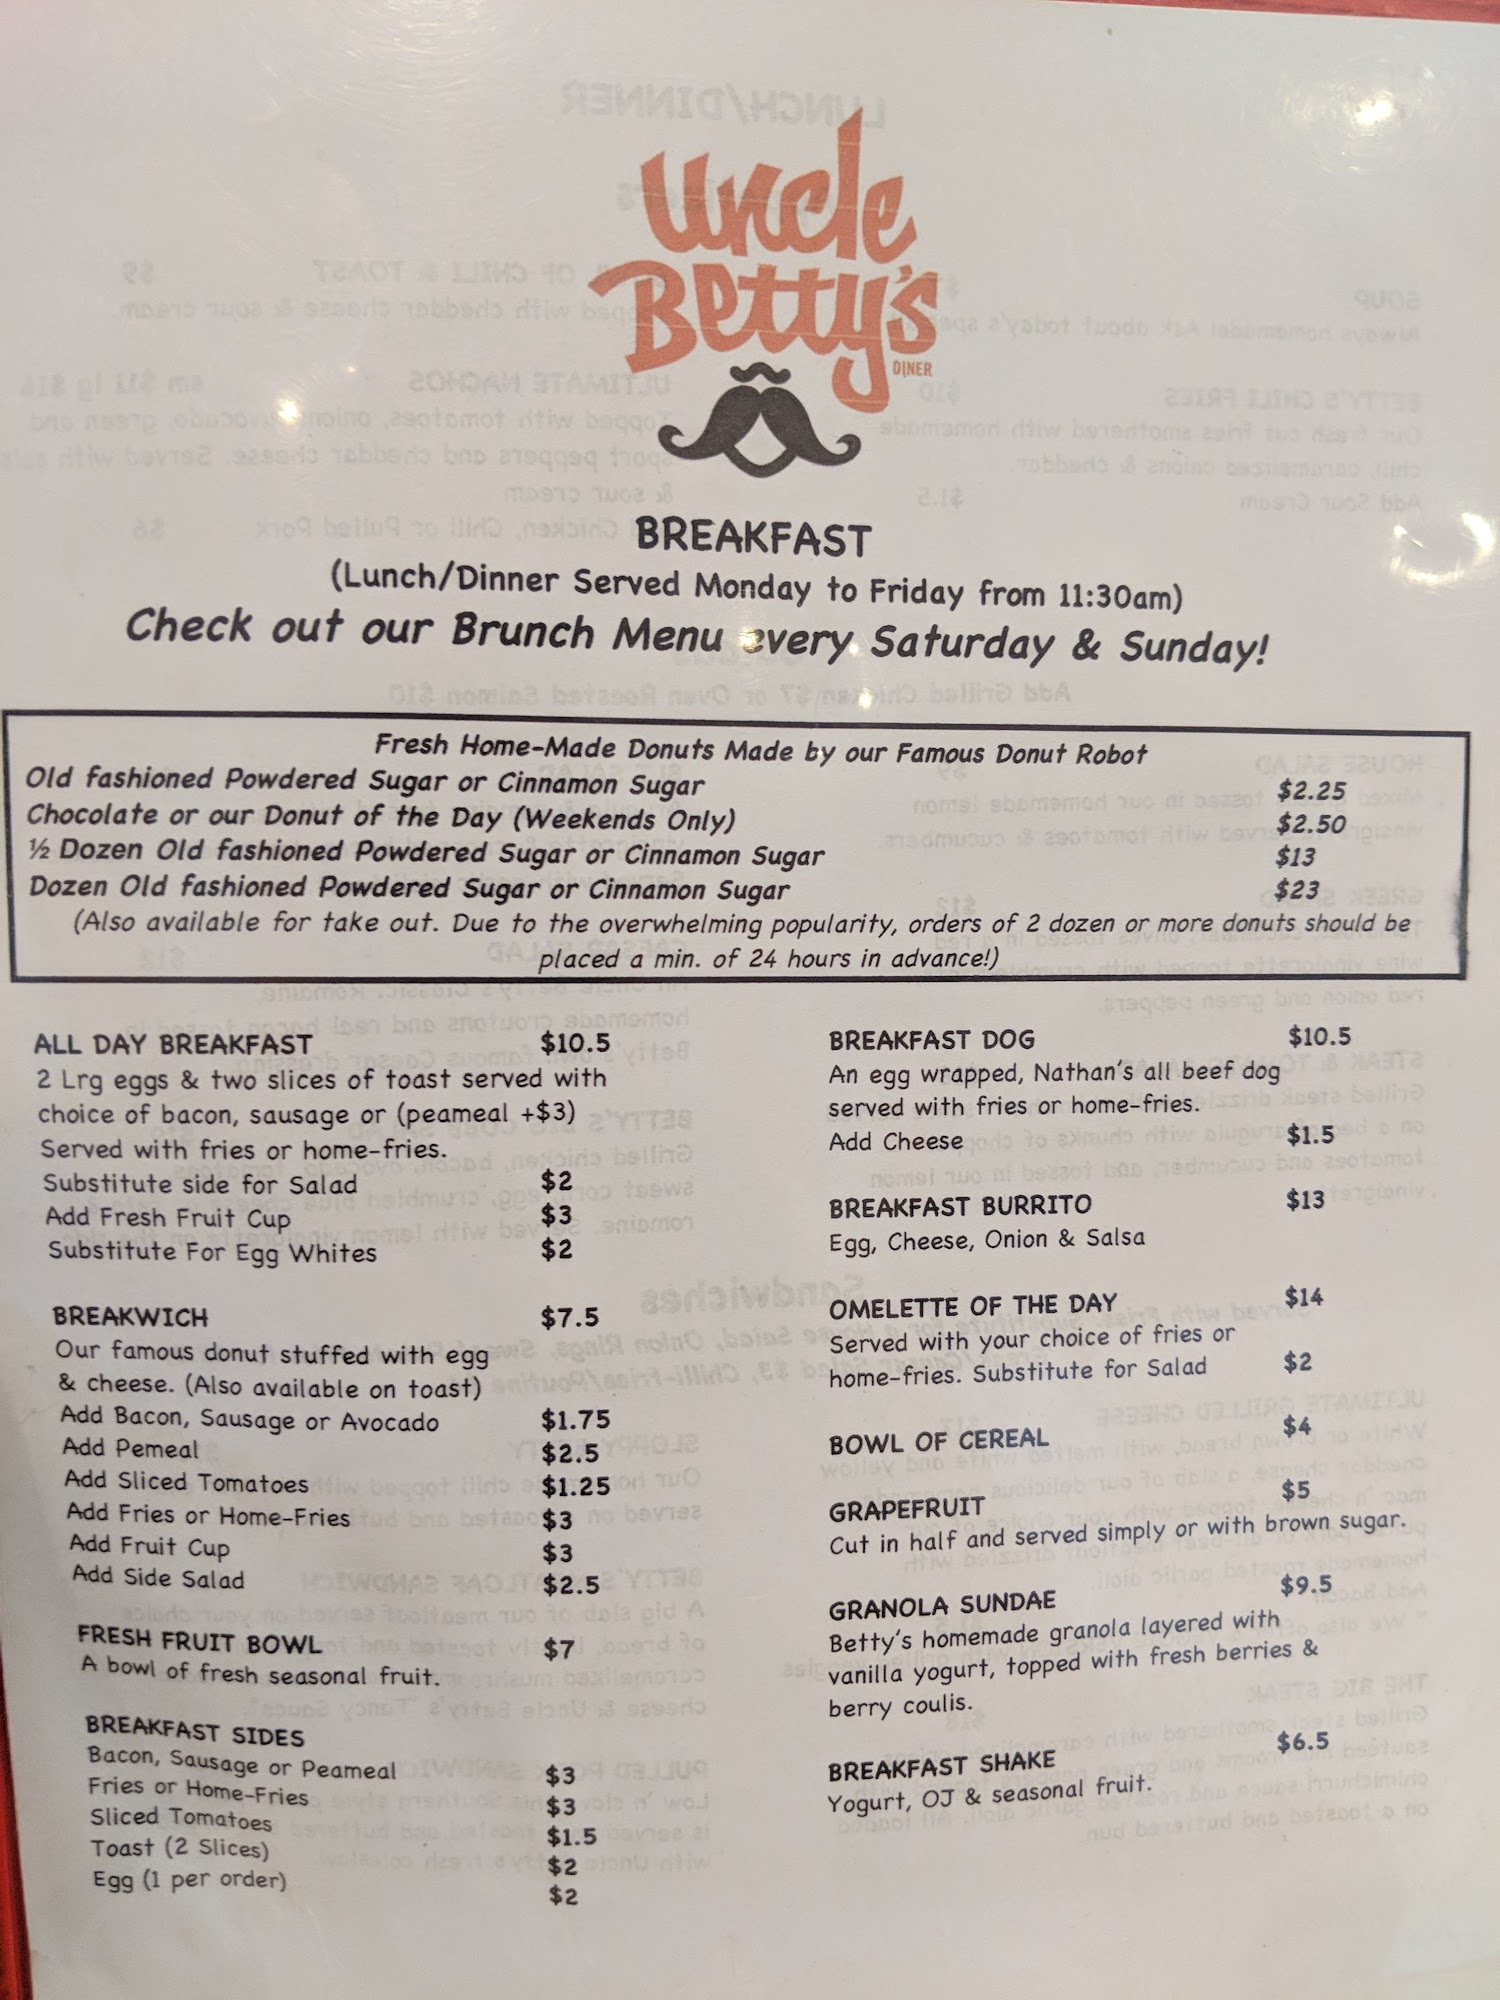 Uncle
Betty's
DINER
BREAKFAST
(Lunch/Dinner Served Monday to Friday from 11:30am)
Check out our Brunch Menu every Saturday & Sunday!
Fresh Home-Made Donuts Made by our Famous Donut Robot
Old fashioned Powdered Sugar or Cinnamon Sugar $2.25
Chocolate or our Donut of the Day (Weekends Only) $2.50
½ Dozen Old fashioned Powdered Sugar or Cinnamon Sugar $13
Dozen Old fashioned Powdered Sugar or Cinnamon Sugar $23
(Also available for take out. Due to the overwhelming popularity, orders of 2 dozen or more donuts should be
placed a min. of 24 hours in advance!)
ALL DAY BREAKFAST $10.5
2 Lrg eggs & two slices of toast served with
choice of bacon, sausage or (peameal +$3)
Served with fries or home-fries.
Substitute side for Salad $2
Add Fresh Fruit Cup $3
Substitute For Egg Whites $2
BREAKWICH $7.5
Our famous donut stuffed with egg
& cheese. (Also available on toast)
Add Bacon, Sausage or Avocado $1.75
Add Pemeal $2.5
Add Sliced Tomatoes $1.25
Add Fries or Home-Fries $3
Add Fruit Cup $3
Add Side Salad $2.5
FRESH FRUIT BOWL $7
A bowl of fresh seasonal fruit.
BREAKFAST SIDES
Bacon, Sausage or Peameal $3
Fries or Home-Fries $3
Sliced Tomatoes $1.5
Toast (2 Slices) $2
Egg (1 per order) $2
BREAKFAST DOG $10.5
An egg wrapped, Nathan's all beef dog
served with fries or home-fries.
Add Cheese $1.5
BREAKFAST BURRITO $13
Egg, Cheese, Onion & Salsa
OMELETTE OF THE DAY $14
Served with your choice of fries or
home-fries. Substitute for Salad $2
BOWL OF CEREAL $4
GRAPEFRUIT $5
Cut in half and served simply or with brown sugar.
GRANOLA SUNDAE $9.5
Betty's homemade granola layered with
vanilla yogurt, topped with fresh berries &
berry coulis.
BREAKFAST SHAKE $6.5
Yogurt, OJ & seasonal fruit.